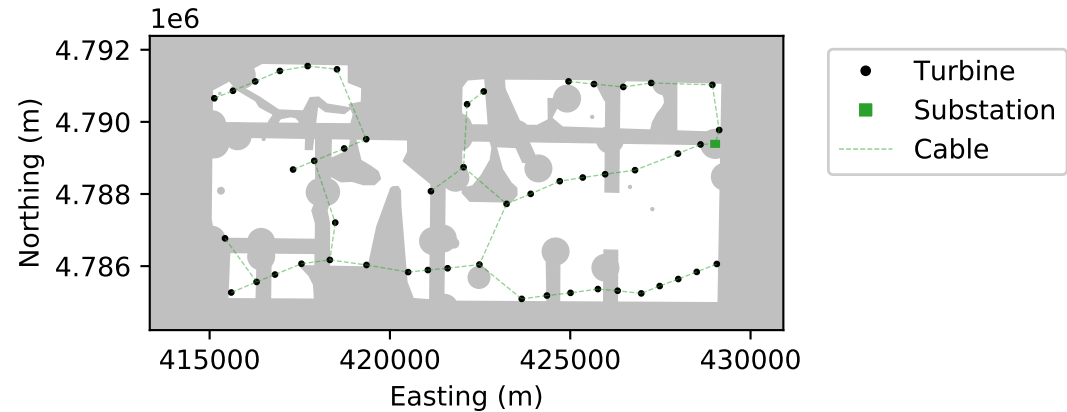 1e6
4.792
4.790
4.788
4.786
Northing (m)
415000 420000 425000 430000
Easting (m)
Turbine
Substation
Cable